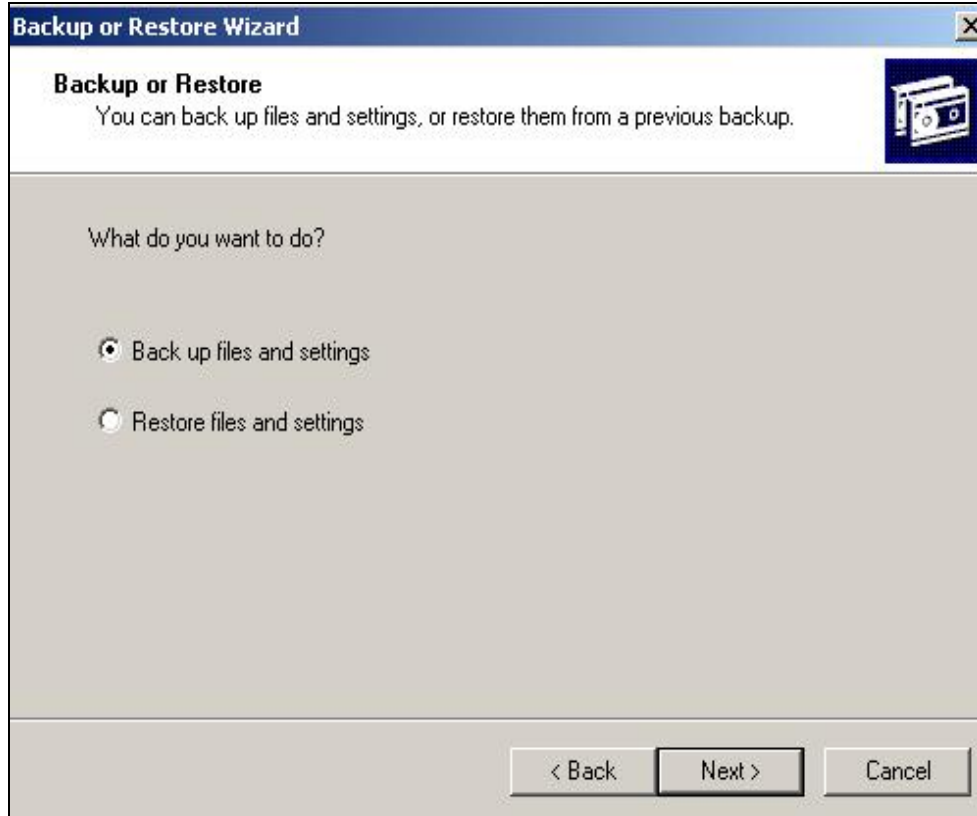 Backup or Restore Wizard
Backup or Restore
You can back up files and settings, or restore them from a previous backup.
What do you want to do?
Back up files and settings
Restore files and settings
< Back Next > Cancel